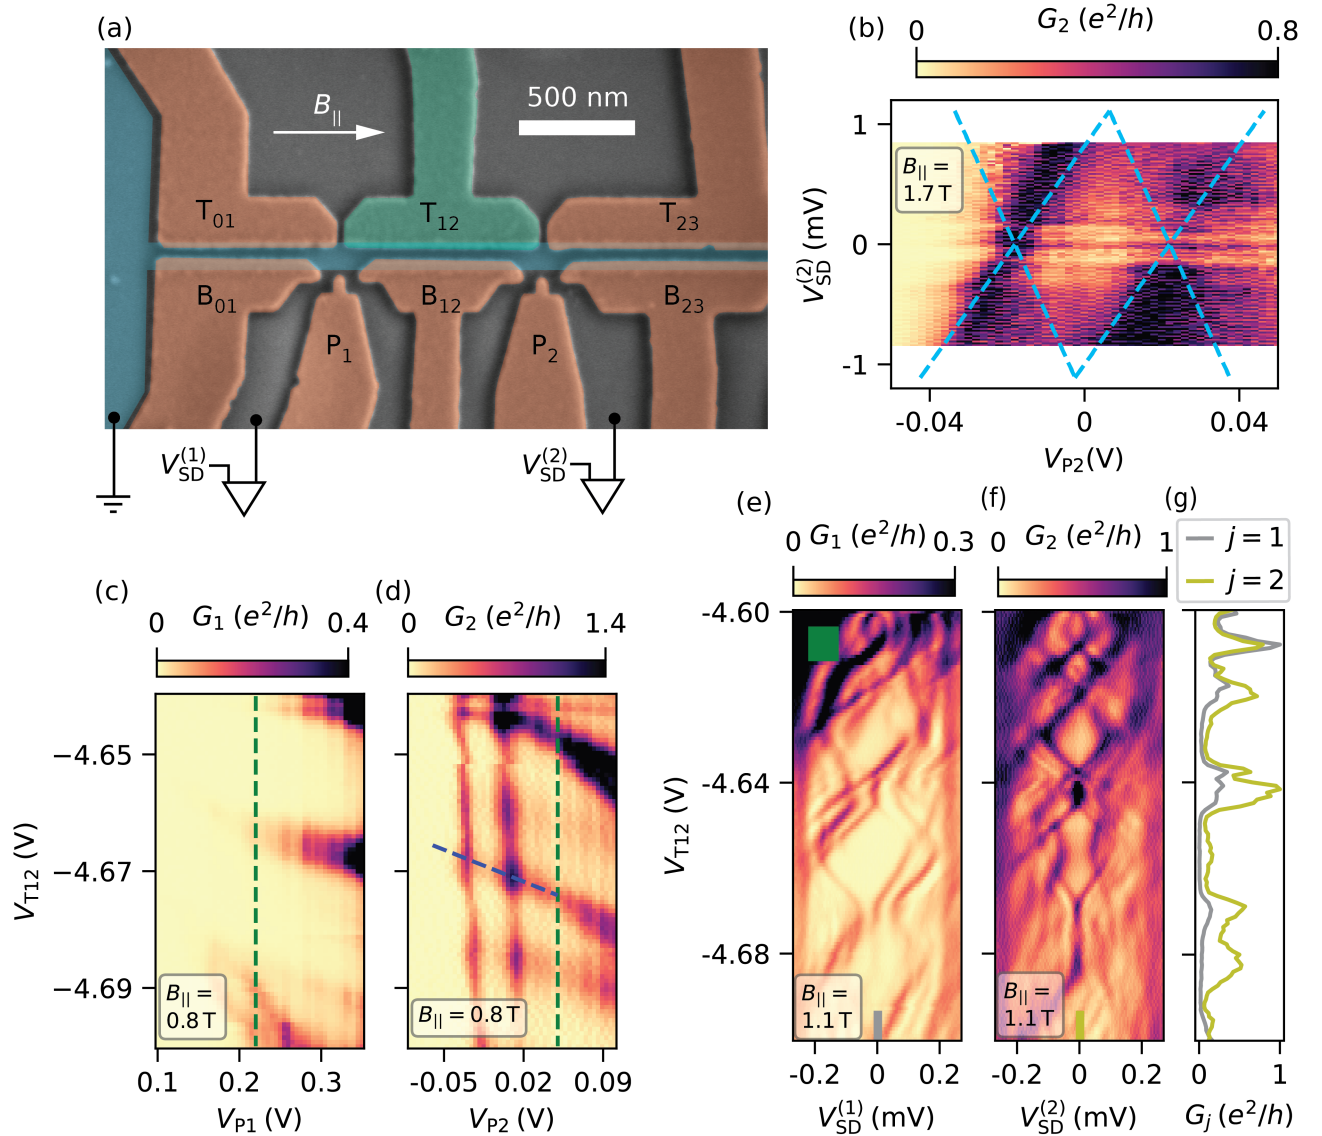 (a)
B||
500 nm
T01
T12
T23
B01
B12
B23
P1
P2
VSD(1)
VSD(2)
(b)
G2 (e²/h)
0
0.8
1
0
-1
VSD(2) (mV)
B|| =
1.7 T
-0.04
0
0.04
VP2(V)
(c)
G1 (e²/h)
0
0.4
−4.65
−4.67
−4.69
VT12 (V)
B|| =
0.8 T
0.1
0.2
0.3
VP1 (V)
(d)
G2 (e²/h)
0
1.4
B|| = 0.8 T
-0.05
0.02
0.09
VP2 (V)
(e)
0 G1 (e²/h) 0.3
-4.60
-4.64
-4.68
VT12 (V)
B|| =
1.1 T
-0.2
0
0.2
VSD(1) (mV)
(f)
0 G2 (e²/h) 1
B|| =
1.1 T
-0.2
0
0.2
VSD(2) (mV)
(g)
j = 1
j = 2
0
1
Gj (e²/h)